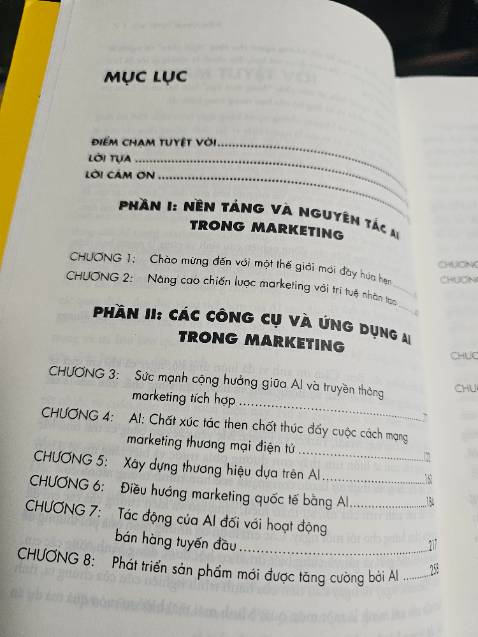 MỤC LỤC
ĐIỂM CHẠM TUYỆT VỜI
LỜI TỰA
LỜI CẢM ƠN
PHẦN I: NỀN TẢNG VÀ NGUYÊN TẮC AI
TRONG MARKETING
CHƯƠNG 1: Chào mừng đến với một thế giới mới đầy hứa hẹn
CHƯƠNG 2: Nâng cao chiến lược marketing với trí tuệ nhân tạo
PHẦN II: CÁC CÔNG CỤ VÀ ỨNG DỤNG AI
TRONG MARKETING
CHƯƠNG 3: Sức mạnh cộng hưởng giữa AI và truyền thông
marketing tích hợp
CHƯƠNG 4: AI: Chất xúc tác then chốt thúc đẩy cuộc cách mạng
marketing thương mại điện tử
CHƯƠNG 5: Xây dựng thương hiệu dựa trên AI
CHƯƠNG 6: Điều hướng marketing quốc tế bằng AI 184
CHƯƠNG 7: Tác động của AI đối với hoạt động
bán hàng tuyến đầu 217
CHƯƠNG 8: Phát triển sản phẩm mới được tăng cường bởi AI 258